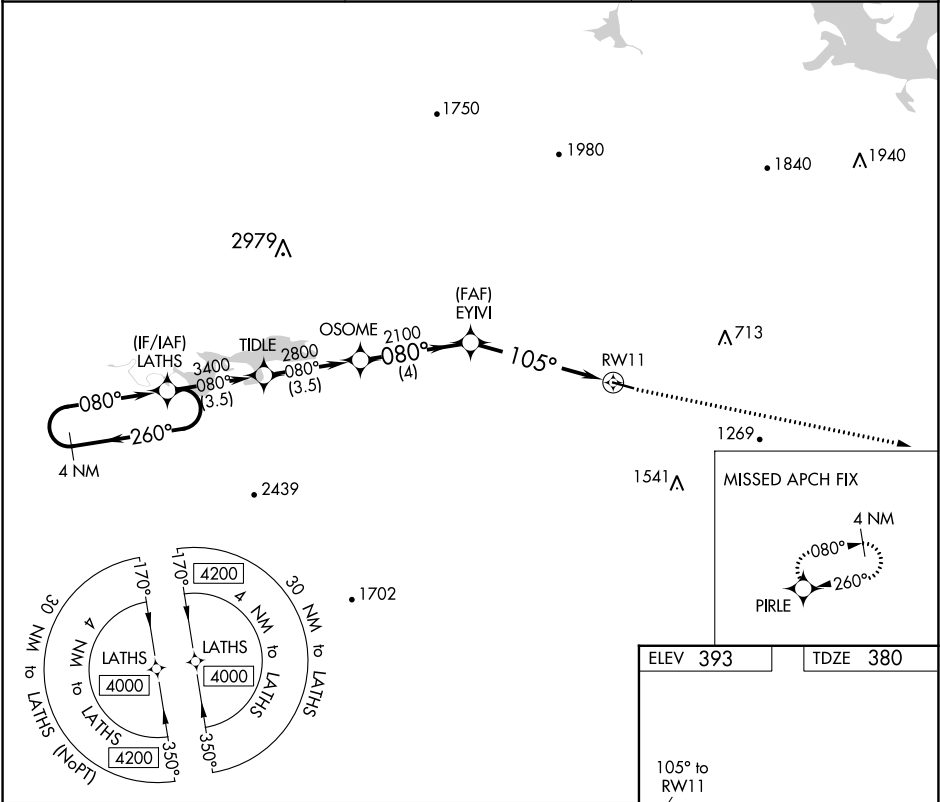 1750
1980
1840
1940
2979
(FAF)
EYIVI
OSOME
2100
080°
(4)
TIDLE
2800
080°
(3.5)
(IF/IAF)
LATHS
3400
080°
(3.5)
105°
RW11
713
080°
260°
4 NM
1269
1541
2439
MISSED APCH FIX
4 NM
080°
260°
PIRLE
1702
170°
170°
4200
30 NM to LATHS (NoPT)
4 NM to LATHS
LATHS
4000
4200
350°
30 NM to LATHS
4 NM to LATHS
LATHS
4000
350°
ELEV 393
TDZE 380
105° to
RW11